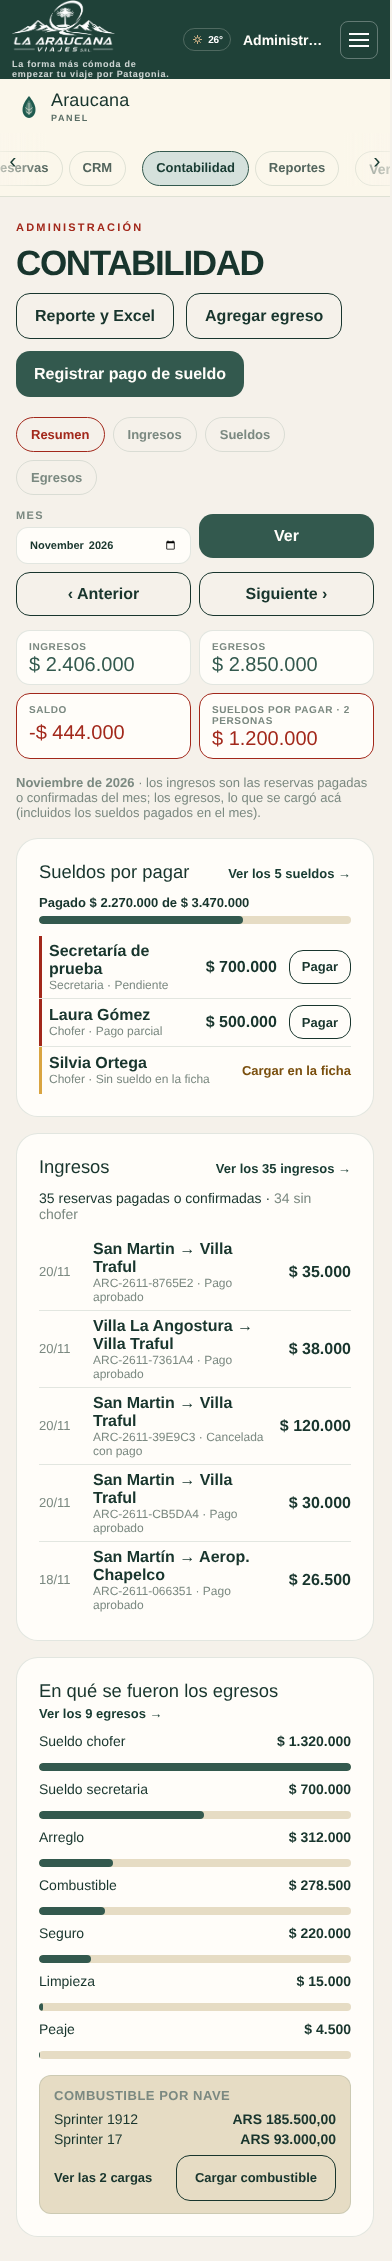 LA ARAUCANA
VIAJES SRL
La forma más cómoda de
empezar tu viaje por Patagonia.
26°
Administr...
Araucana
PANEL
‹
eservas
CRM
Contabilidad
Reportes
Ver
›
ADMINISTRACIÓN
CONTABILIDAD
Reporte y Excel
Agregar egreso
Registrar pago de sueldo
Resumen
Ingresos
Sueldos
Egresos
MES
November 2026
Ver
‹ Anterior
Siguiente ›
INGRESOS
$ 2.406.000
EGRESOS
$ 2.850.000
SALDO
-$ 444.000
SUELDOS POR PAGAR · 2
PERSONAS
$ 1.200.000
Noviembre de 2026 · los ingresos son las reservas pagadas
o confirmadas del mes; los egresos, lo que se cargó acá
(incluidos los sueldos pagados en el mes).
Sueldos por pagar
Ver los 5 sueldos →
Pagado $ 2.270.000 de $ 3.470.000
Secretaría de
prueba
Secretaria · Pendiente
$ 700.000
Pagar
Laura Gómez
Chofer · Pago parcial
$ 500.000
Pagar
Silvia Ortega
Chofer · Sin sueldo en la ficha
Cargar en la ficha
Ingresos
Ver los 35 ingresos →
35 reservas pagadas o confirmadas · 34 sin
chofer
20/11
San Martin → Villa
Traful
ARC-2611-8765E2 · Pago
aprobado
$ 35.000
20/11
Villa La Angostura →
Villa Traful
ARC-2611-7361A4 · Pago
aprobado
$ 38.000
20/11
San Martin → Villa
Traful
ARC-2611-39E9C3 · Cancelada
con pago
$ 120.000
20/11
San Martin → Villa
Traful
ARC-2611-CB5DA4 · Pago
aprobado
$ 30.000
18/11
San Martín → Aerop.
Chapelco
ARC-2611-066351 · Pago
aprobado
$ 26.500
En qué se fueron los egresos
Ver los 9 egresos →
Sueldo chofer
$ 1.320.000
Sueldo secretaria
$ 700.000
Arreglo
$ 312.000
Combustible
$ 278.500
Seguro
$ 220.000
Limpieza
$ 15.000
Peaje
$ 4.500
COMBUSTIBLE POR NAVE
Sprinter 1912
ARS 185.500,00
Sprinter 17
ARS 93.000,00
Ver las 2 cargas
Cargar combustible